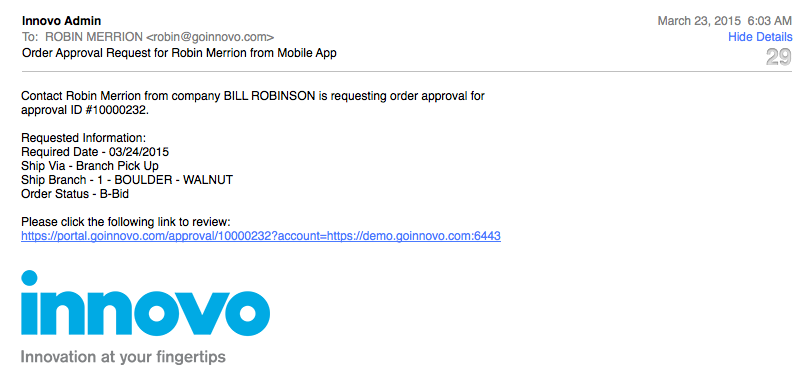 Innovo Admin
March 23, 2015 6:03 AM
To: ROBIN MERRION <robin@goinnovo.com>
Hide Details
Order Approval Request for Robin Merrion from Mobile App
29
Contact Robin Merrion from company BILL ROBINSON is requesting order approval for
approval ID #10000232.
Requested Information:
Required Date - 03/24/2015
Ship Via - Branch Pick Up
Ship Branch - 1 - BOULDER - WALNUT
Order Status - B-Bid
Please click the following link to review:
https://portal.goinnovo.com/approval/10000232?account=https://demo.goinnovo.com:6443
innovo
Innovation at your fingertips